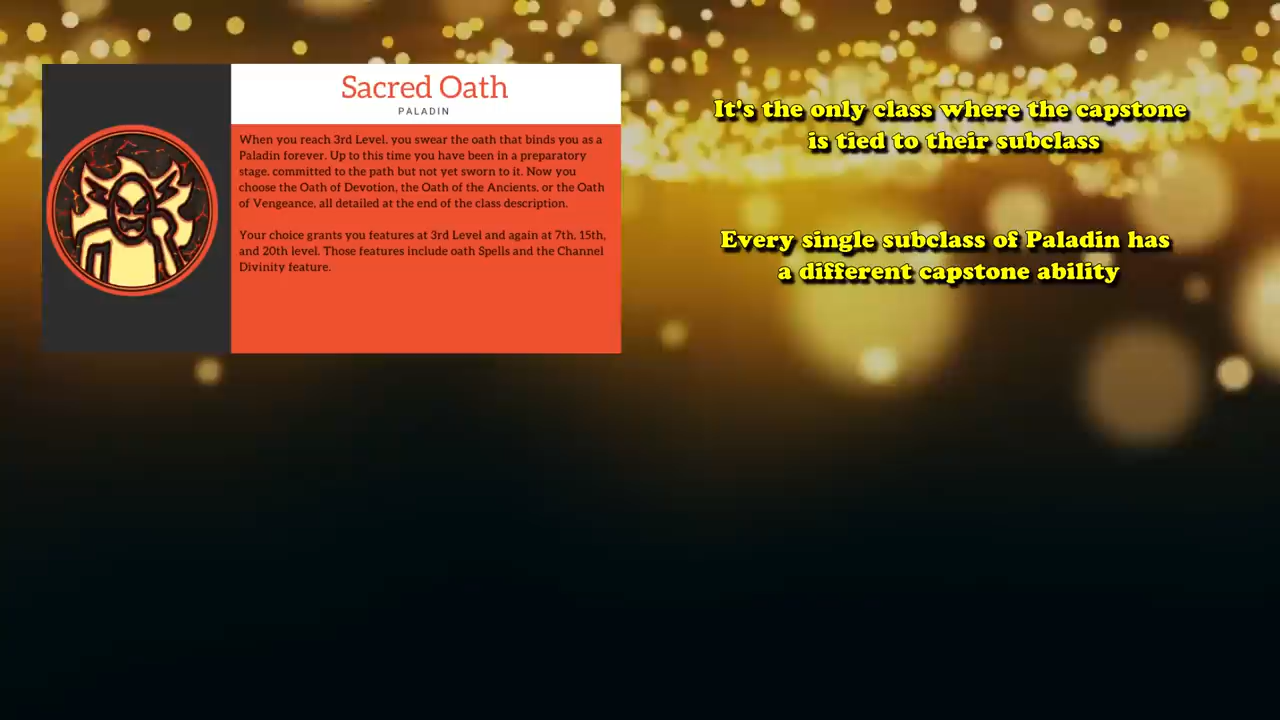 Sacred Oath
PALADIN
When you reach 3rd Level, you swear the oath that binds you as a
Paladin forever. Up to this time you have been in a preparatory
stage, committed to the path but not yet sworn to it. Now you
choose the Oath of Devotion, the Oath of the Ancients, or the Oath
of Vengeance, all detailed at the end of the class description.
Your choice grants you features at 3rd Level and again at 7th, 15th,
and 20th level. Those features include oath Spells and the Channel
Divinity feature.
It's the only class where the capstone
is tied to their subclass
Every single subclass of Paladin has
a different capstone ability